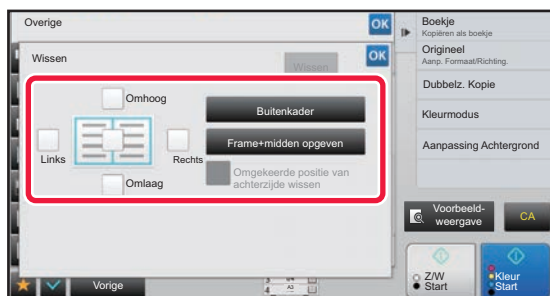 Overige
OK
Wissen
OK
Wissen
Omhoog
Links
Rechts
Omlaag
Buitenkader
Frame+midden opgeven
Omgekeerde positie van
achterzijde wissen
Vorige
Boekje
Kopiëren als boekje
Origineel
Aanp. Formaat/Richting.
Dubbelz. Kopie
Kleurmodus
Aanpassing Achtergrond
Voorbeeld-
weergave
CA
Z/W
Start
Kleur
Start